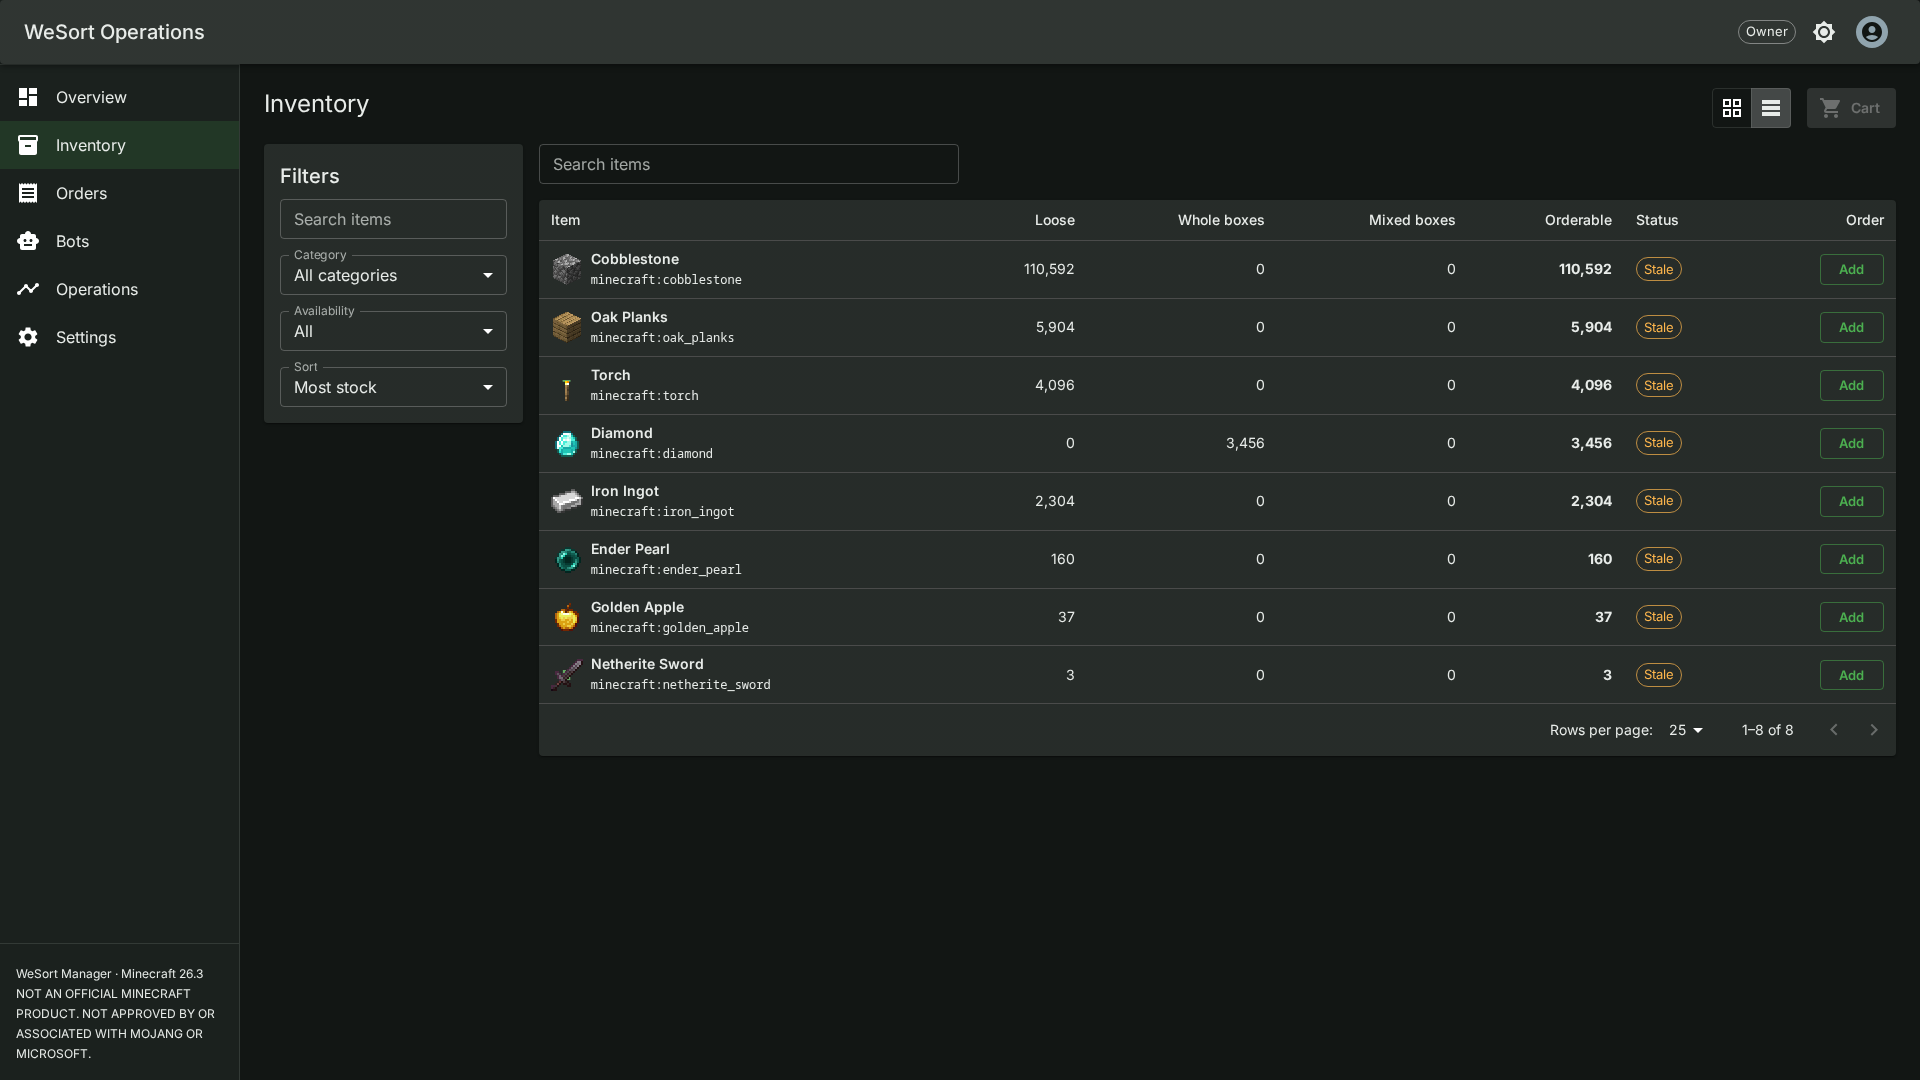 WeSort Operations
Owner
Overview
Inventory
Orders
Bots
Operations
Settings
Inventory
Cart
Filters
Search items
Category
All categories
Availability
All
Sort
Most stock
Search items
Item Loose Whole boxes Mixed boxes Orderable Status Order
Cobblestone
minecraft:cobblestone
110,592 0 0 110,592 Stale Add
Oak Planks
minecraft:oak_planks
5,904 0 0 5,904 Stale Add
Torch
minecraft:torch
4,096 0 0 4,096 Stale Add
Diamond
minecraft:diamond
0 3,456 0 3,456 Stale Add
Iron Ingot
minecraft:iron_ingot
2,304 0 0 2,304 Stale Add
Ender Pearl
minecraft:ender_pearl
160 0 0 160 Stale Add
Golden Apple
minecraft:golden_apple
37 0 0 37 Stale Add
Netherite Sword
minecraft:netherite_sword
3 0 0 3 Stale Add
Rows per page: 25 1–8 of 8
WeSort Manager · Minecraft 26.3
NOT AN OFFICIAL MINECRAFT
PRODUCT. NOT APPROVED BY OR
ASSOCIATED WITH MOJANG OR
MICROSOFT.